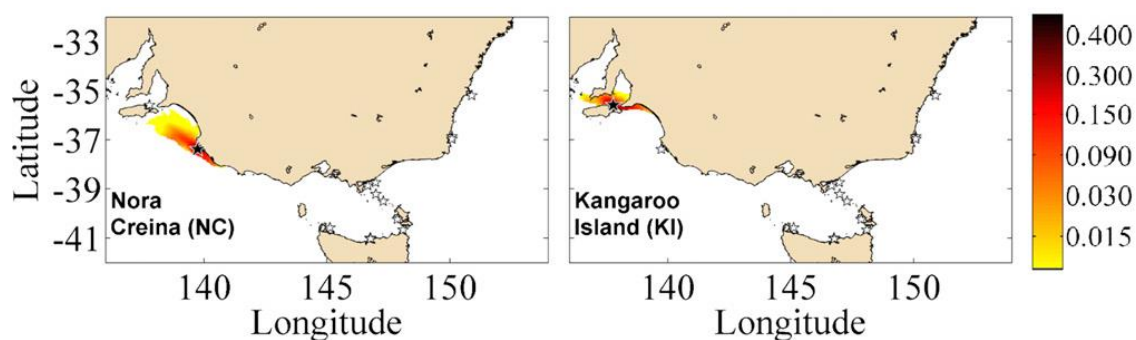 Latitude
-33
-35
-37
-39
-41
Nora
Creina (NC)
140
145
150
Longitude
Kangaroo
Island (KI)
140
145
150
Longitude
0.400
0.300
0.150
0.090
0.030
0.015